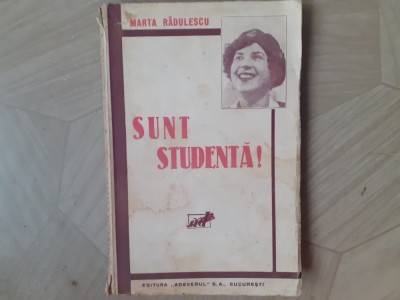 MARTA RĂDULESCU
SUNT
STUDENTĂ!
EDITURA „ADEVERUL" S.A., BUCUREŞTI